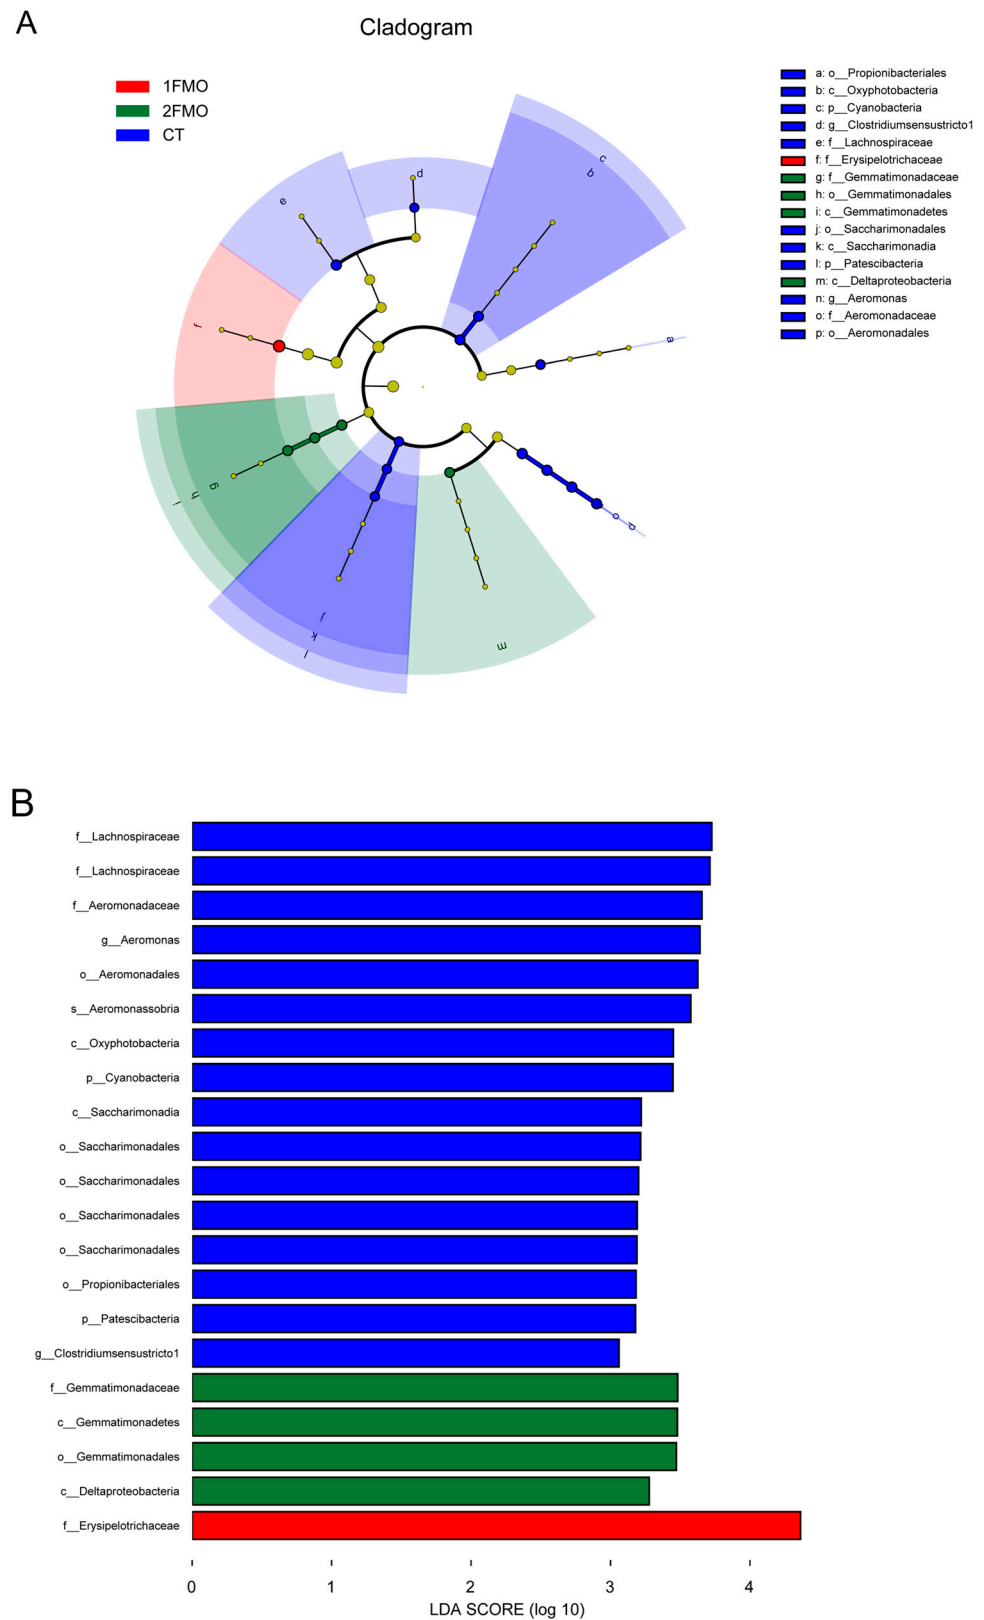 A
Cladogram
1FMO
2FMO
CT
a: o__Propionibacteriales
b: c__Oxyphotobacteria
c: p__Cyanobacteria
d: g__Clostridiumsensustricto1
e: f__Lachnospiraceae
f: f__Erysipelotrichaceae
g: f__Gemmatimonadaceae
h: o__Gemmatimonadales
i: c__Gemmatimonadetes
j: o__Saccharimonadales
k: c__Saccharimonadia
l: p__Patescibacteria
m: c__Deltaproteobacteria
n: g__Aeromonas
o: f__Aeromonadaceae
p: o__Aeromonadales
c
b
d
e
f
a
g
h
i
o
p
j
k
l
m
B
f__Lachnospiraceae
f__Lachnospiraceae
f__Aeromonadaceae
g__Aeromonas
o__Aeromonadales
s__Aeromonassobria
c__Oxyphotobacteria
p__Cyanobacteria
c__Saccharimonadia
o__Saccharimonadales
o__Saccharimonadales
o__Saccharimonadales
o__Saccharimonadales
o__Propionibacteriales
p__Patescibacteria
g__Clostridiumsensustricto1
f__Gemmatimonadaceae
c__Gemmatimonadetes
o__Gemmatimonadales
c__Deltaproteobacteria
f__Erysipelotrichaceae
0 1 2 3 4
LDA SCORE (log 10)